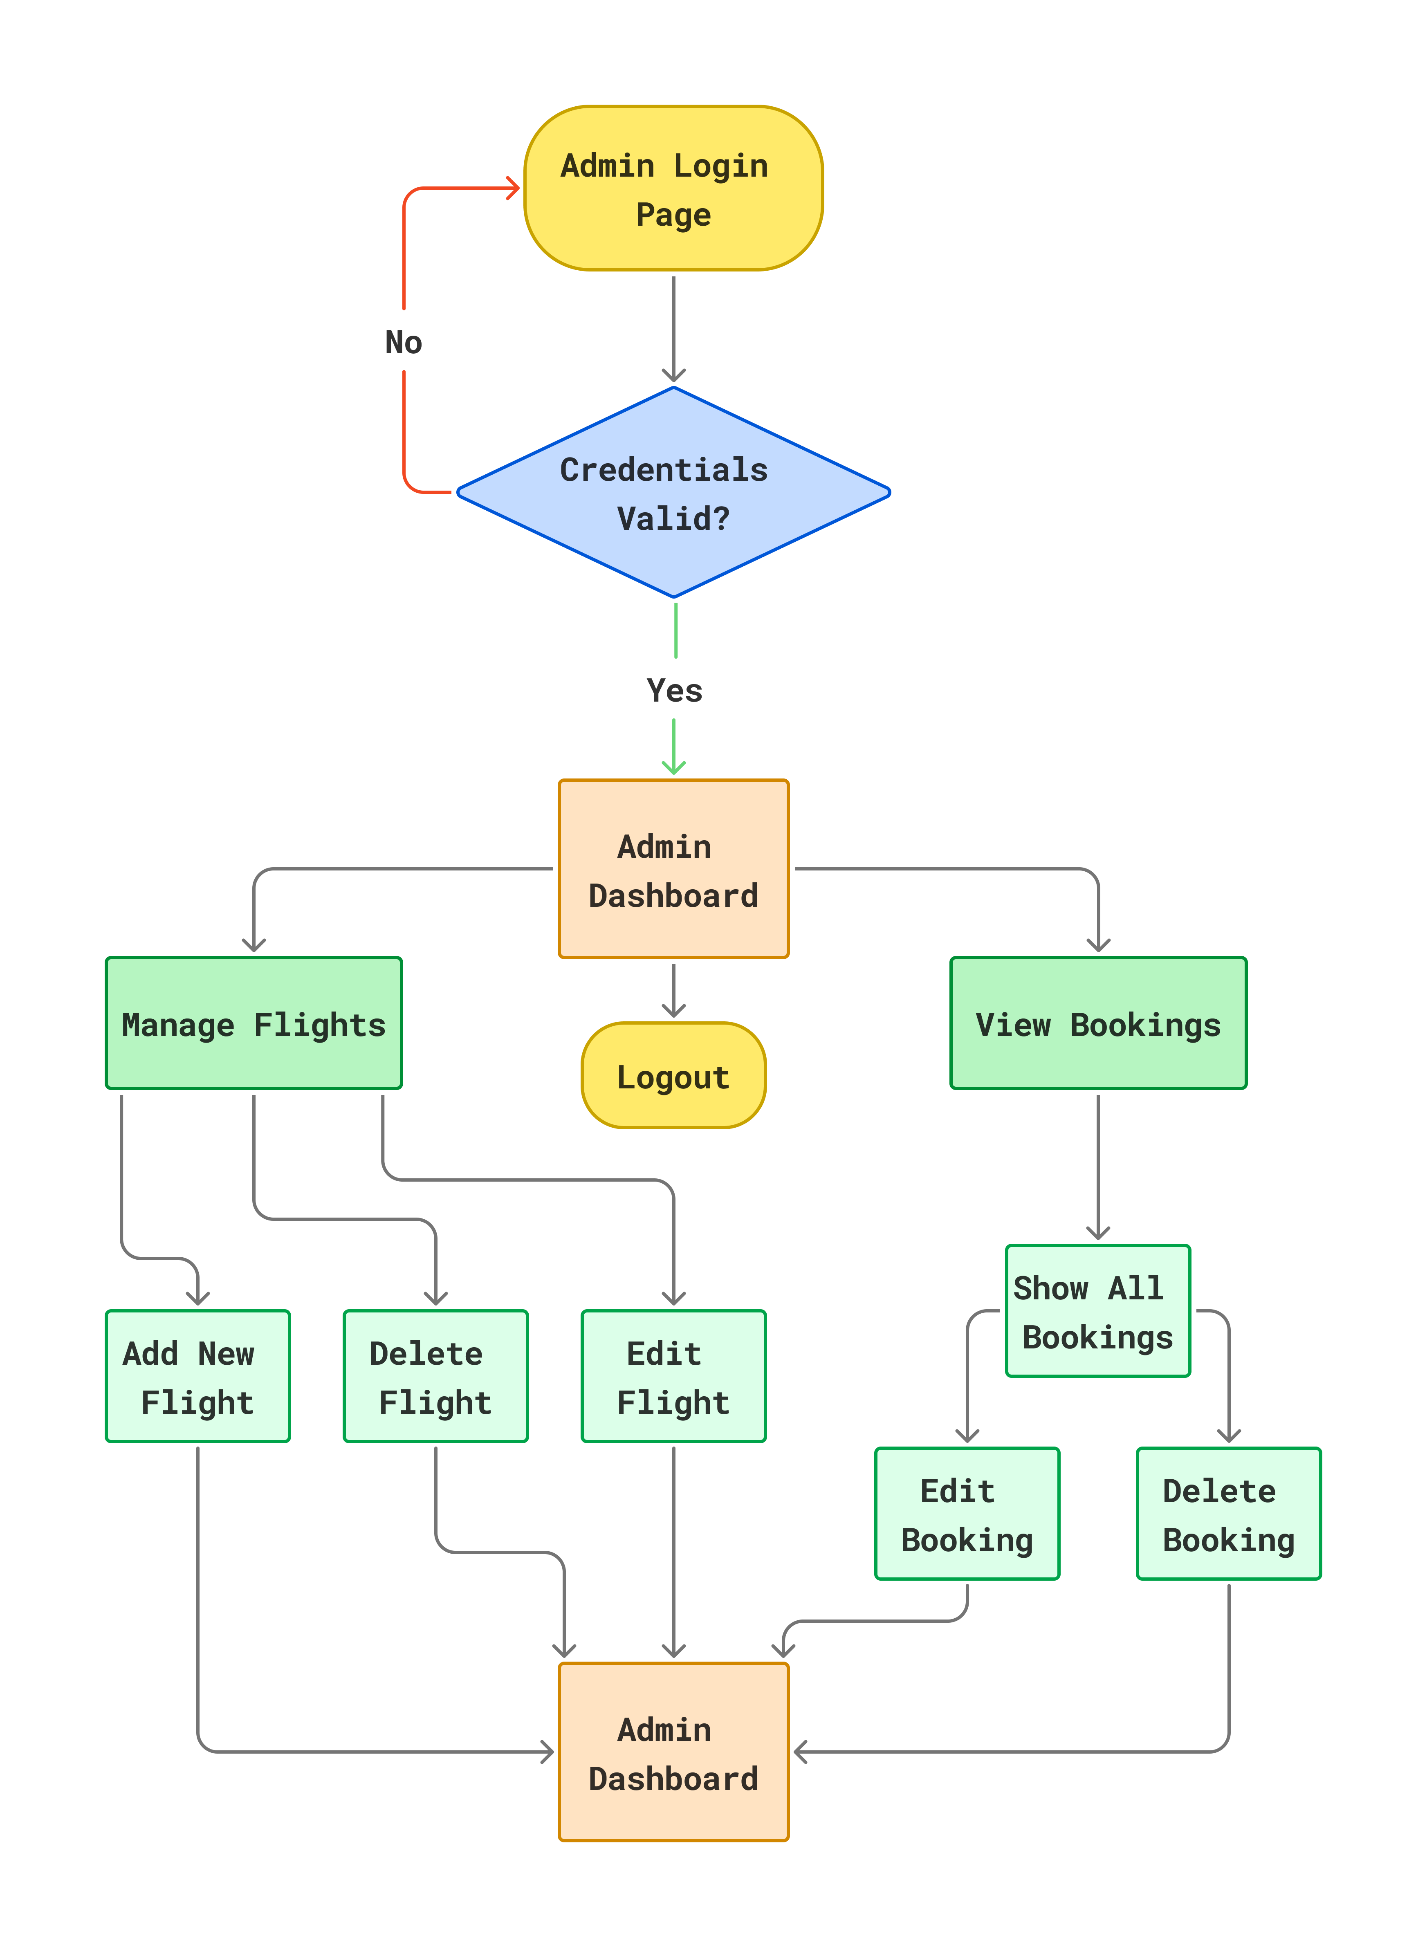 Admin Login
Page
No
Credentials
Valid?
Yes
Admin
Dashboard
Manage Flights
Logout
View Bookings
Show All
Bookings
Add New
Flight
Delete
Flight
Edit
Flight
Edit
Booking
Delete
Booking
Admin
Dashboard